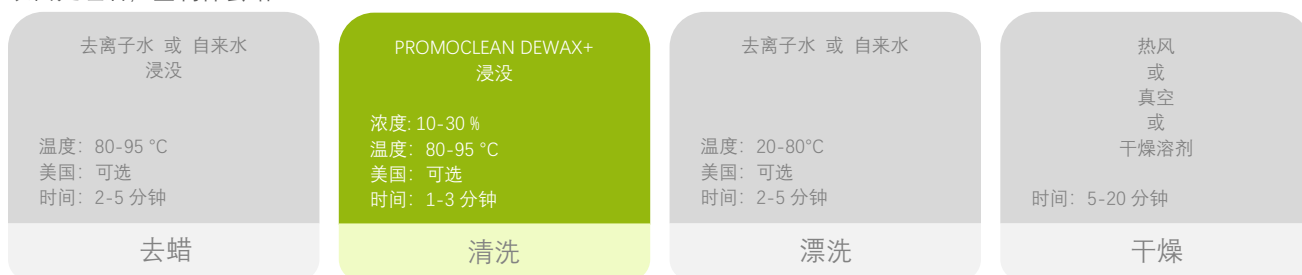 去离子水 或 自来水
浸没
温度：80-95 °C
美国：可选
时间：2-5 分钟
去蜡
PROMOCLEAN DEWAX+
浸没
浓度: 10-30 %
温度：80-95 °C
美国：可选
时间：1-3 分钟
清洗
去离子水 或 自来水
温度：20-80°C
美国：可选
时间：2-5 分钟
漂洗
热风
或
真空
或
干燥溶剂
时间：5-20 分钟
干燥